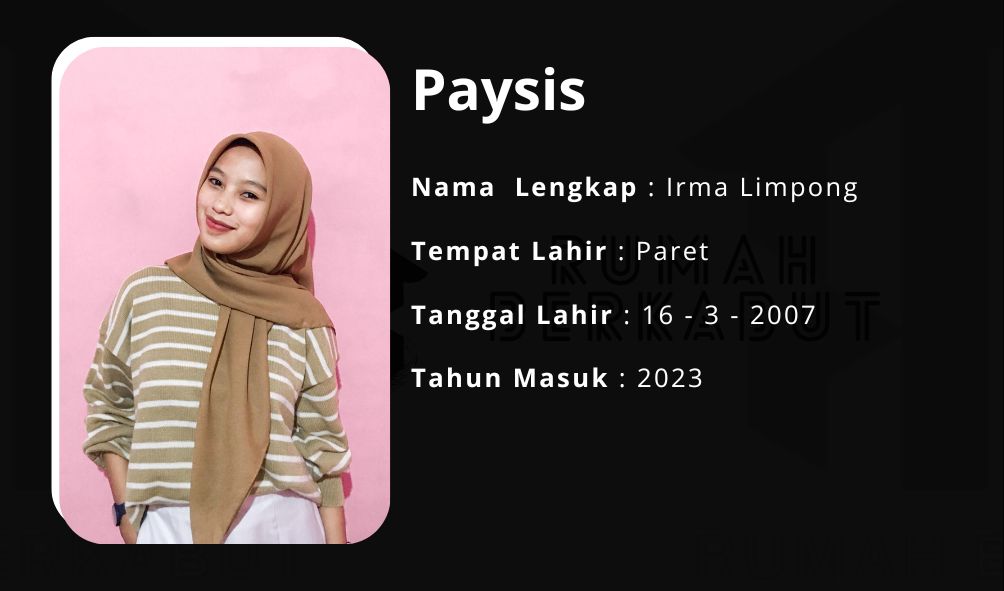 Paysis
Nama Lengkap : Irma Limpong
Tempat Lahir : Paret
RUMAH
Tanggal Lahir : 16 - 3 - 2007
BERKABUT
Tahun Masuk : 2023
BERKABUT
RUMAH B